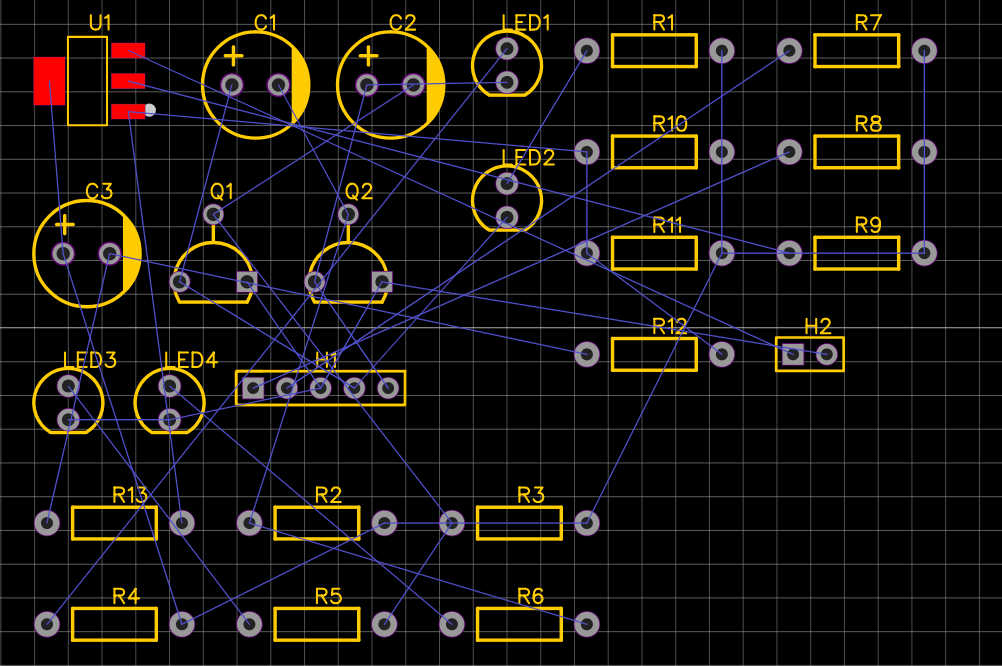 U1 C1 C2 LED1 R1 R7
R10 R8
LED2
C3 Q1 Q2
R11 R9
R12 H2
LED3 LED4 H1
R13 R2 R3
R4 R5 R6